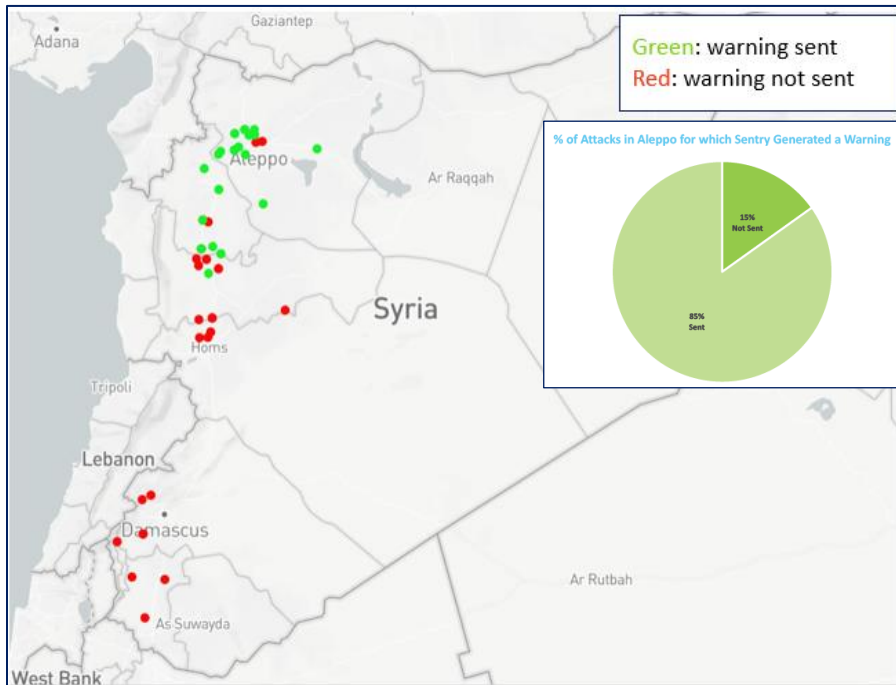 Gaziantep
Adana
Green: warning sent
Red: warning not sent
% of Attacks in Aleppo for which Sentry Generated a Warning
15%
Not Sent
85%
Sent
Aleppo
Ar Raqqah
Syria
Homs
Tripoli
Lebanon
Damascus
Ar Rutbah
As Suwayda
West Bank